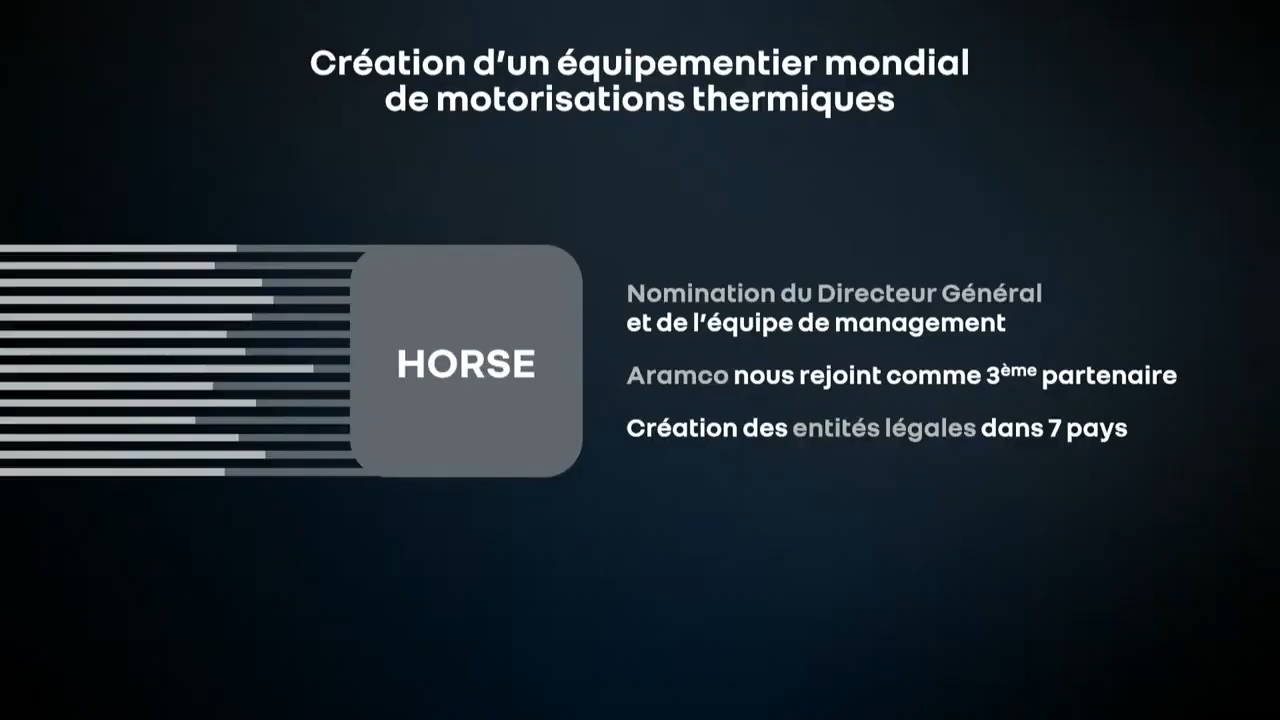 Création d’un équipementier mondial
de motorisations thermiques
HORSE
Nomination du Directeur Général
et de l’équipe de management
Aramco nous rejoint comme 3ème partenaire
Création des entités légales dans 7 pays